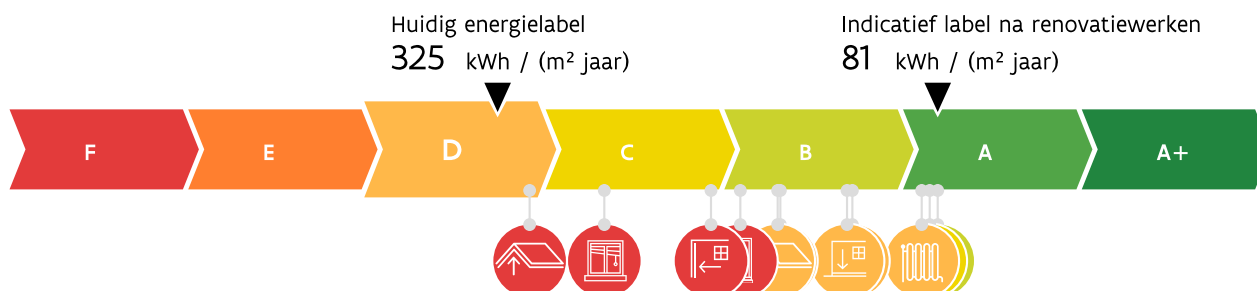 Huidig energielabel
325 kWh / (m² jaar)
Indicatief label na renovatiewerken
81 kWh / (m² jaar)
F E D C B A A+